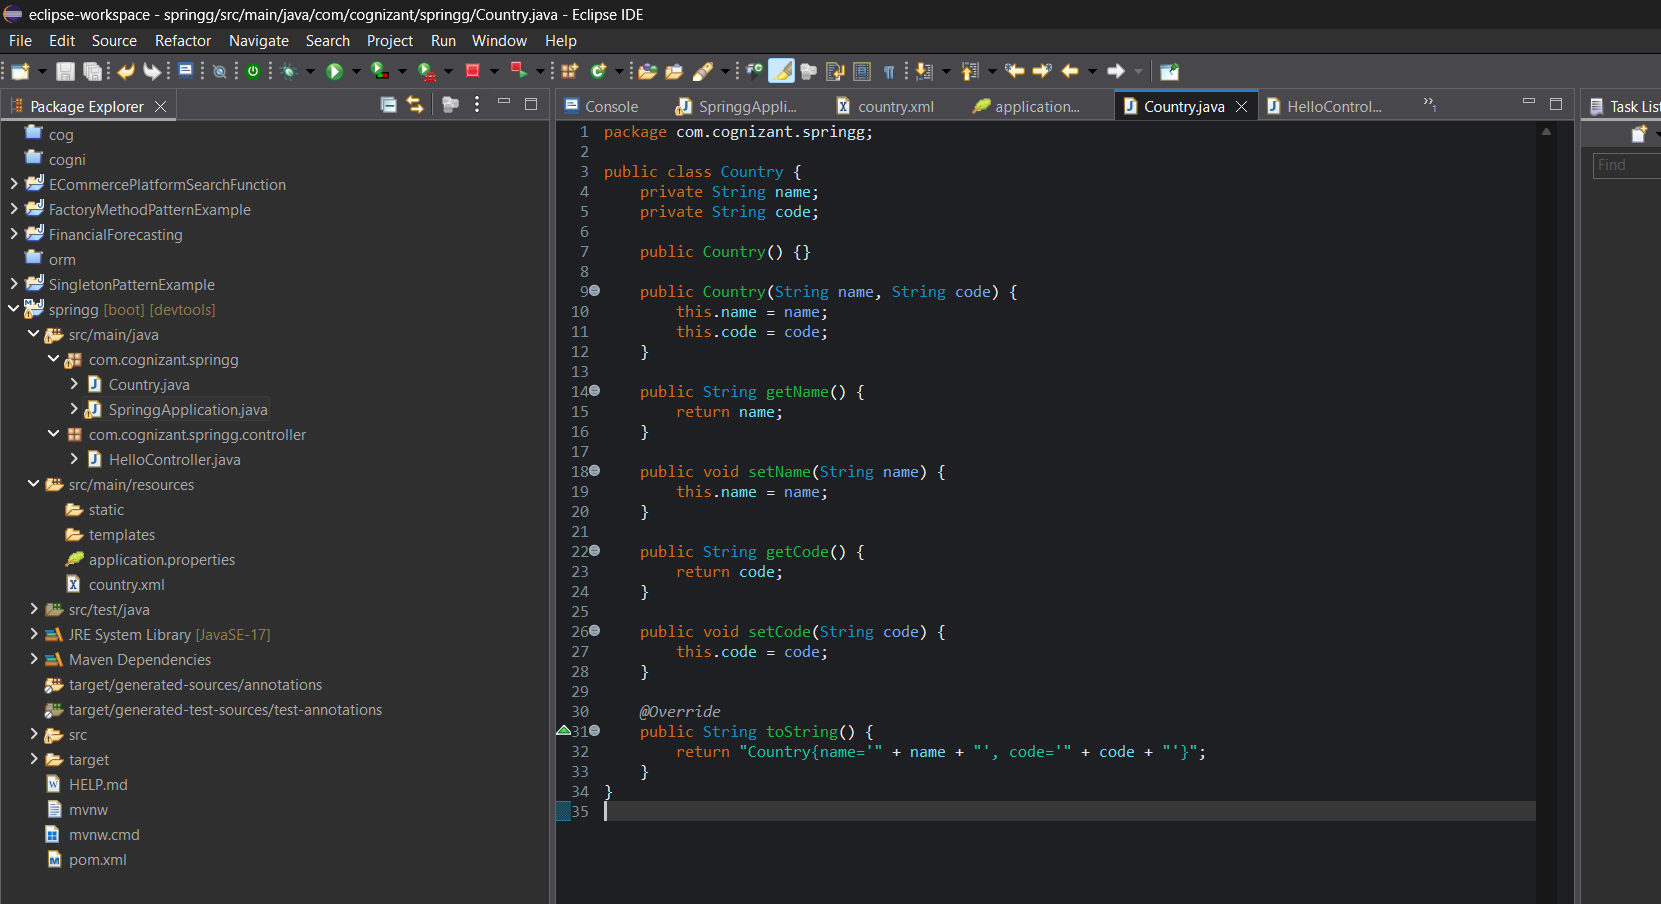 eclipse-workspace - springg/src/main/java/com/cognizant/springg/Country.java - Eclipse IDE
File Edit Source Refactor Navigate Search Project Run Window Help
Package Explorer
cog
cogni
ECommercePlatformSearchFunction
FactoryMethodPatternExample
FinancialForecasting
orm
SingletonPatternExample
springg [boot] [devtools]
src/main/java
com.cognizant.springg
Country.java
SpringgApplication.java
com.cognizant.springg.controller
HelloController.java
src/main/resources
static
templates
application.properties
country.xml
src/test/java
JRE System Library [JavaSE-17]
Maven Dependencies
target/generated-sources/annotations
target/generated-test-sources/test-annotations
src
target
HELP.md
mvnw
mvnw.cmd
pom.xml
Console SpringgAppli... country.xml application... Country.java HelloControl... »1
1 package com.cognizant.springg;
2
3 public class Country {
4     private String name;
5     private String code;
6
7     public Country() {}
8
9     public Country(String name, String code) {
10         this.name = name;
11         this.code = code;
12     }
13
14     public String getName() {
15         return name;
16     }
17
18     public void setName(String name) {
19         this.name = name;
20     }
21
22     public String getCode() {
23         return code;
24     }
25
26     public void setCode(String code) {
27         this.code = code;
28     }
29
30     @Override
31     public String toString() {
32         return "Country{name='" + name + "', code='" + code + "'}";
33     }
34 }
35
Task List
Find